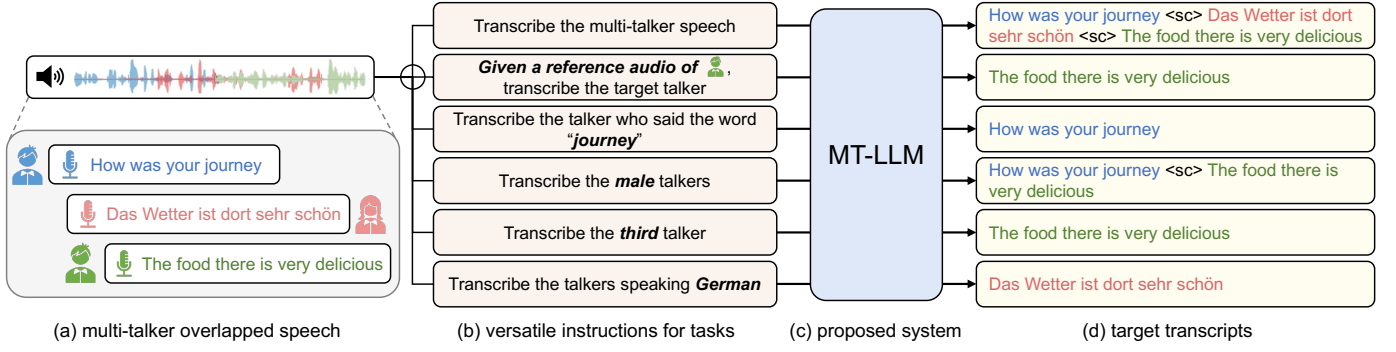 How was your journey
Das Wetter ist dort sehr schön
The food there is very delicious
(a) multi-talker overlapped speech
Transcribe the multi-talker speech
Given a reference audio of ,
transcribe the target talker
Transcribe the talker who said the word
“journey”
Transcribe the male talkers
Transcribe the third talker
Transcribe the talkers speaking German
(b) versatile instructions for tasks
MT-LLM
(c) proposed system
How was your journey <sc> Das Wetter ist dort
sehr schön <sc> The food there is very delicious
The food there is very delicious
How was your journey
How was your journey <sc> The food there is
very delicious
The food there is very delicious
Das Wetter ist dort sehr schön
(d) target transcripts